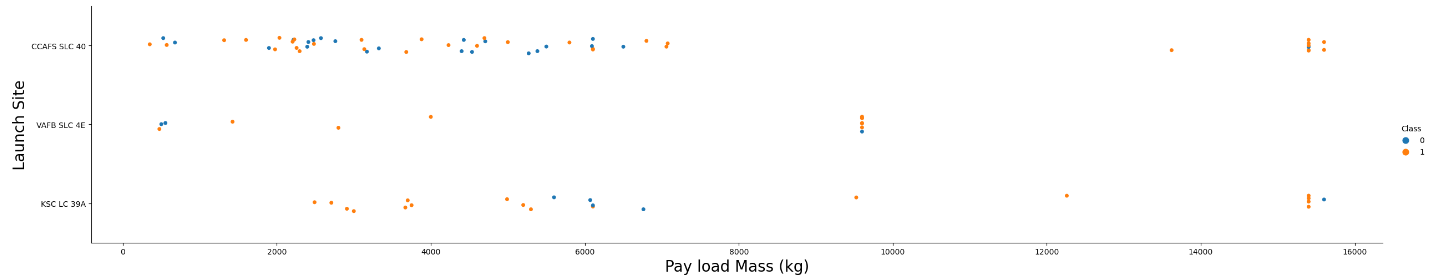 CCAFS SLC 40
VAFB SLC 4E
KSC LC 39A
Launch Site
0 2000 4000 6000 8000 10000 12000 14000 16000
Pay load Mass (kg)
Class
0
1